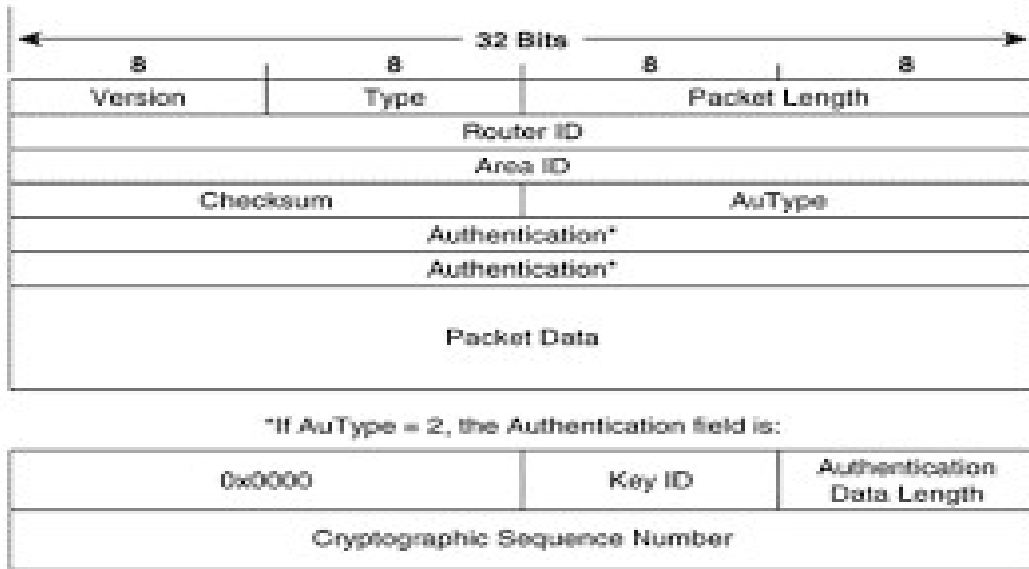 32 Bits
8 8 8 8
Version Type Packet Length
Router ID
Area ID
Checksum AuType
Authentication*
Authentication*
Packet Data
*If AuType = 2, the Authentication field is:
0x0000 Key ID Authentication
Data Length
Cryptographic Sequence Number